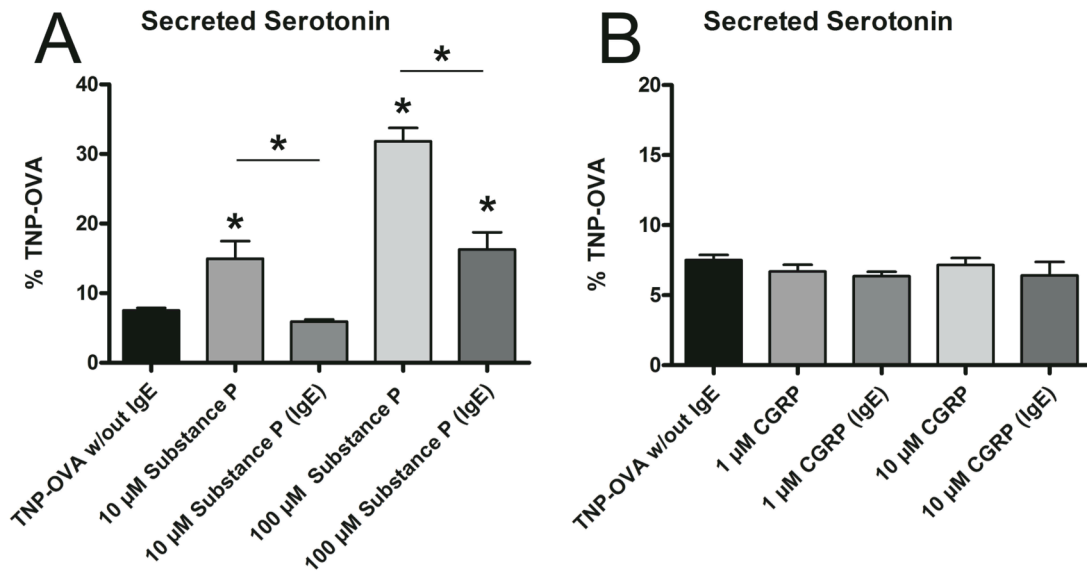 A
Secreted Serotonin
% TNP-OVA
40
30
20
10
0
*
*
*
*
*
TNP-OVA w/out IgE
10 µM Substance P
10 µM Substance P (IgE)
100 µM Substance P
100 µM Substance P (IgE)
B
Secreted Serotonin
% TNP-OVA
20
15
10
5
0
TNP-OVA w/out IgE
1 µM CGRP
1 µM CGRP (IgE)
10 µM CGRP
10 µM CGRP (IgE)